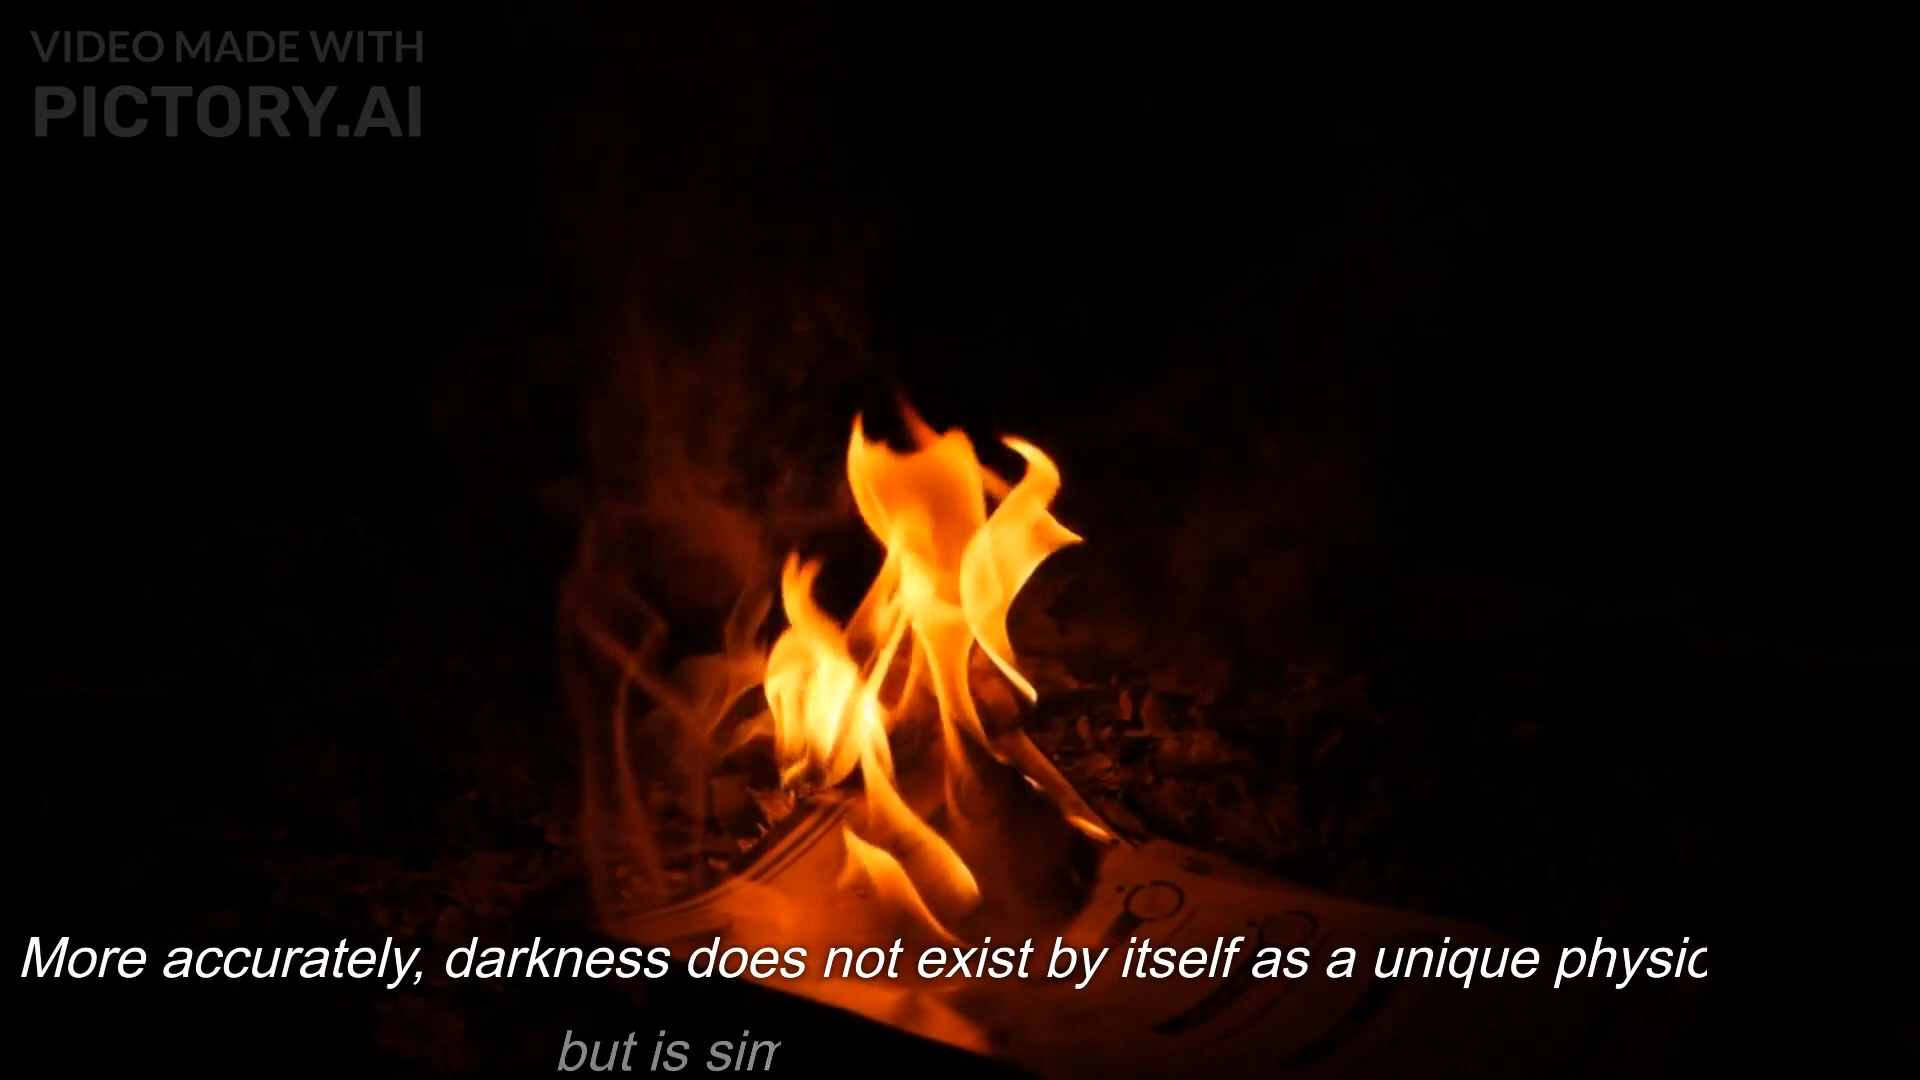 VIDEO MADE WITH
PICTORY.AI
More accurately, darkness does not exist by itself as a unique physic
but is sim